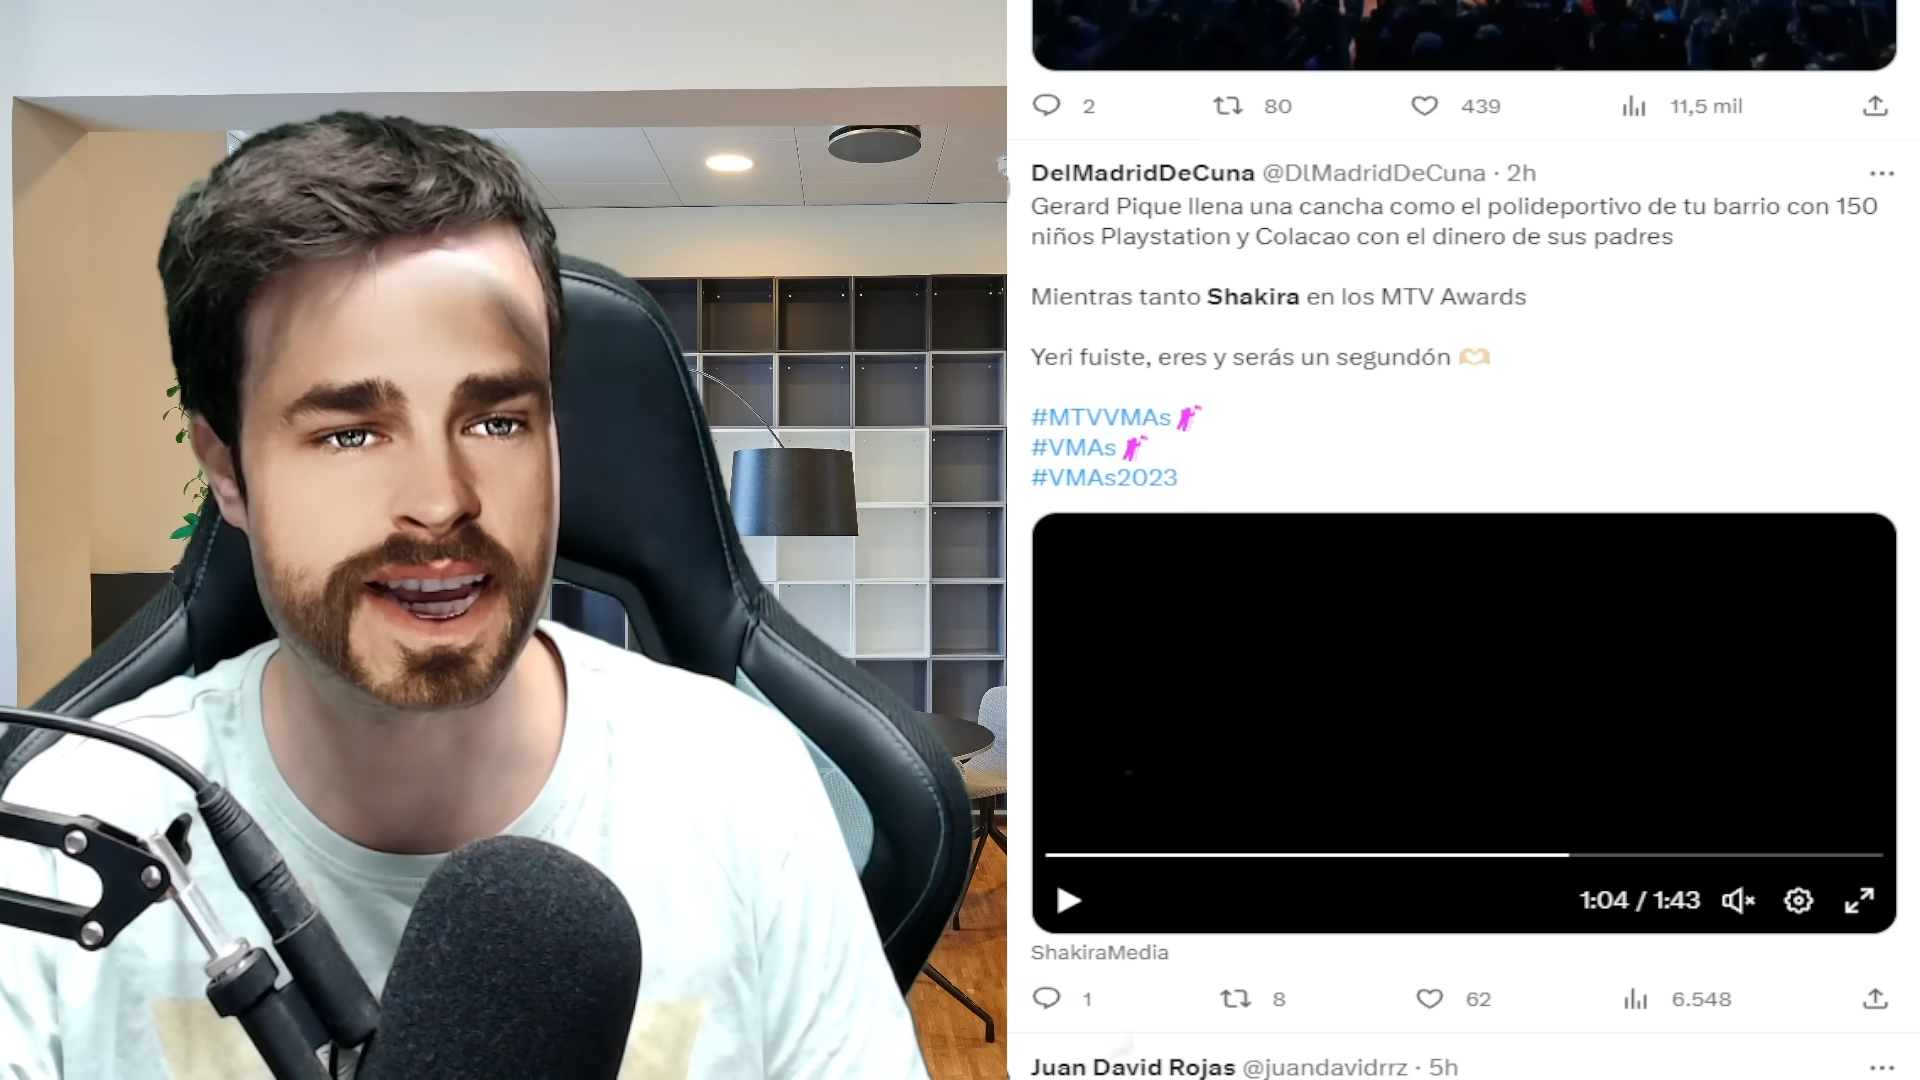 2 80 439 11,5 mil
DelMadridDeCuna @DlMadridDeCuna · 2h
Gerard Pique llena una cancha como el polideportivo de tu barrio con 150
niños Playstation y Colacao con el dinero de sus padres
Mientras tanto Shakira en los MTV Awards
Yeri fuiste, eres y serás un segundón
#MTVVMAs
#VMAs
#VMAs2023
1:04 / 1:43
ShakiraMedia
1 8 62 6.548
Juan David Rojas @juandavidrrz · 5h